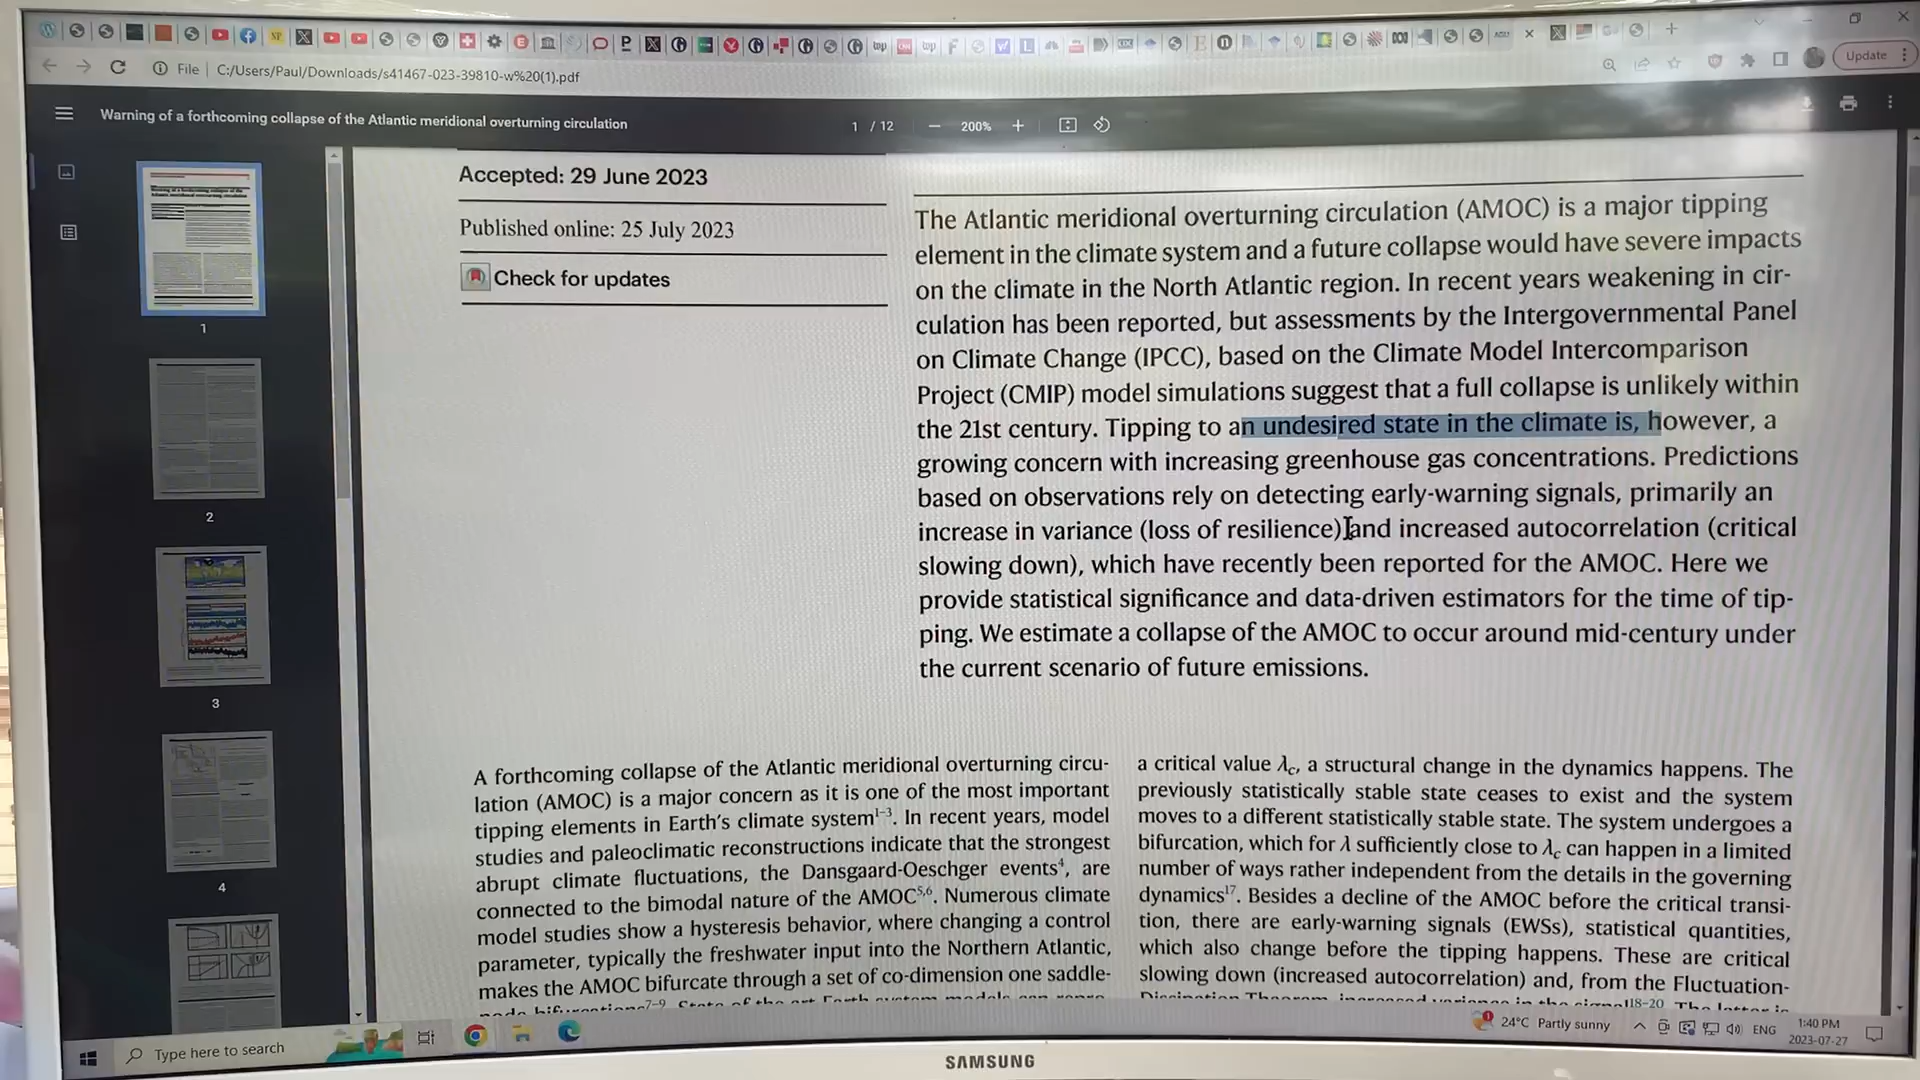 File
C:/Users/Paul/Downloads/s41467-023-39810-w%20(1).pdf
Update
Warning of a forthcoming collapse of the Atlantic meridional overturning circulation
1 / 12
200%
Accepted: 29 June 2023
Published online: 25 July 2023
Check for updates
The Atlantic meridional overturning circulation (AMOC) is a major tipping
element in the climate system and a future collapse would have severe impacts
on the climate in the North Atlantic region. In recent years weakening in cir-
culation has been reported, but assessments by the Intergovernmental Panel
on Climate Change (IPCC), based on the Climate Model Intercomparison
Project (CMIP) model simulations suggest that a full collapse is unlikely within
the 21st century. Tipping to an undesired state in the climate is, however, a
growing concern with increasing greenhouse gas concentrations. Predictions
based on observations rely on detecting early-warning signals, primarily an
increase in variance (loss of resilience) and increased autocorrelation (critical
slowing down), which have recently been reported for the AMOC. Here we
provide statistical significance and data-driven estimators for the time of tip-
ping. We estimate a collapse of the AMOC to occur around mid-century under
the current scenario of future emissions.
A forthcoming collapse of the Atlantic meridional overturning circu-
lation (AMOC) is a major concern as it is one of the most important
tipping elements in Earth's climate system1–3. In recent years, model
studies and paleoclimatic reconstructions indicate that the strongest
abrupt climate fluctuations, the Dansgaard-Oeschger events4, are
connected to the bimodal nature of the AMOC5,6. Numerous climate
model studies show a hysteresis behavior, where changing a control
parameter, typically the freshwater input into the Northern Atlantic,
makes the AMOC bifurcate through a set of co-dimension one saddle-
a critical value λc, a structural change in the dynamics happens. The
previously statistically stable state ceases to exist and the system
moves to a different statistically stable state. The system undergoes a
bifurcation, which for λ sufficiently close to λc can happen in a limited
number of ways rather independent from the details in the governing
dynamics17. Besides a decline of the AMOC before the critical transi-
tion, there are early-warning signals (EWSs), statistical quantities,
which also change before the tipping happens. These are critical
slowing down (increased autocorrelation) and, from the Fluctuation-
1
2
3
4
Type here to search
24°C Partly sunny
ENG
1:40 PM
2023-07-27
SAMSUNG